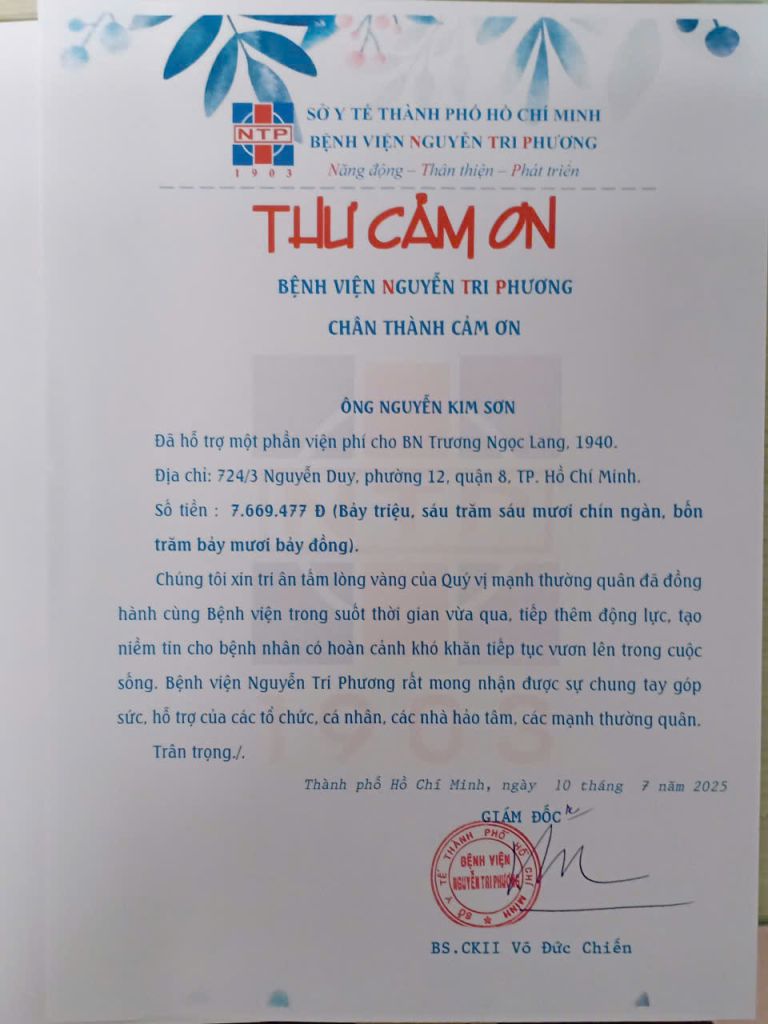 SỞ Y TẾ THÀNH PHỐ HỒ CHÍ MINH
NTP
BỆNH VIỆN NGUYỄN TRI PHƯƠNG
1903
Năng động – Thân thiện – Phát triển
THƯ CẢM ƠN
BỆNH VIỆN NGUYỄN TRI PHƯƠNG
CHÂN THÀNH CẢM ƠN
ÔNG NGUYỄN KIM SƠN
Đã hỗ trợ một phần viện phí cho BN Trương Ngọc Lang, 1940.
Địa chỉ: 724/3 Nguyễn Duy, phường 12, quận 8, TP. Hồ Chí Minh.
Số tiền : 7.669.477 Đ (Bảy triệu, sáu trăm sáu mươi chín ngàn, bốn
trăm bảy mươi bảy đồng).
Chúng tôi xin tri ân tấm lòng vàng của Quý vị mạnh thường quân đã đồng
hành cùng Bệnh viện trong suốt thời gian vừa qua, tiếp thêm động lực, tạo
niềm tin cho bệnh nhân có hoàn cảnh khó khăn tiếp tục vươn lên trong cuộc
sống. Bệnh viện Nguyễn Tri Phương rất mong nhận được sự chung tay góp
sức, hỗ trợ của các tổ chức, cá nhân, các nhà hảo tâm, các mạnh thường quân.
Trân trọng./.
1903
Thành phố Hồ Chí Minh, ngày 10 tháng 7 năm 2025
GIÁM ĐỐC
SỞ Y TẾ THÀNH PHỐ HỒ CHÍ MINH
BỆNH VIỆN
NGUYỄN TRI PHƯƠNG
BS.CKII Võ Đức Chiến